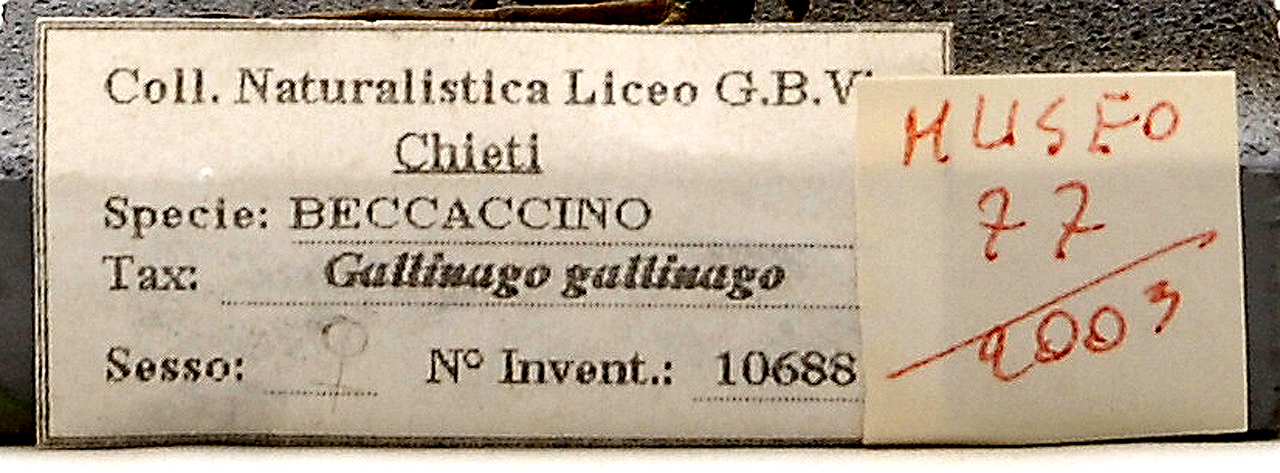 Coll. Naturalistica Liceo G.B.V
Chieti
Specie: BECCACCINO
Tax: Gallinago gallinago
Sesso: ♀ N° Invent.: 10688
MUSEO
77
2003